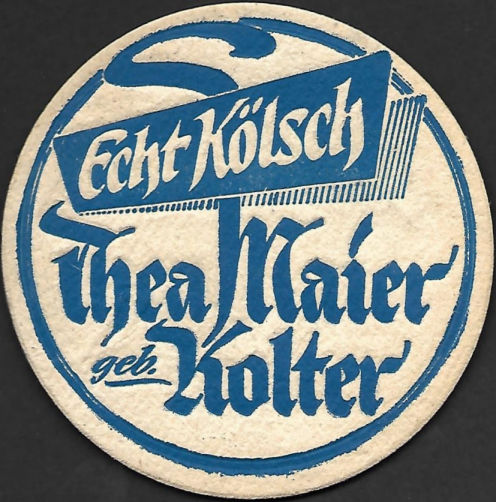 Echt Kölsch
Thea Maier
geb. Kolter